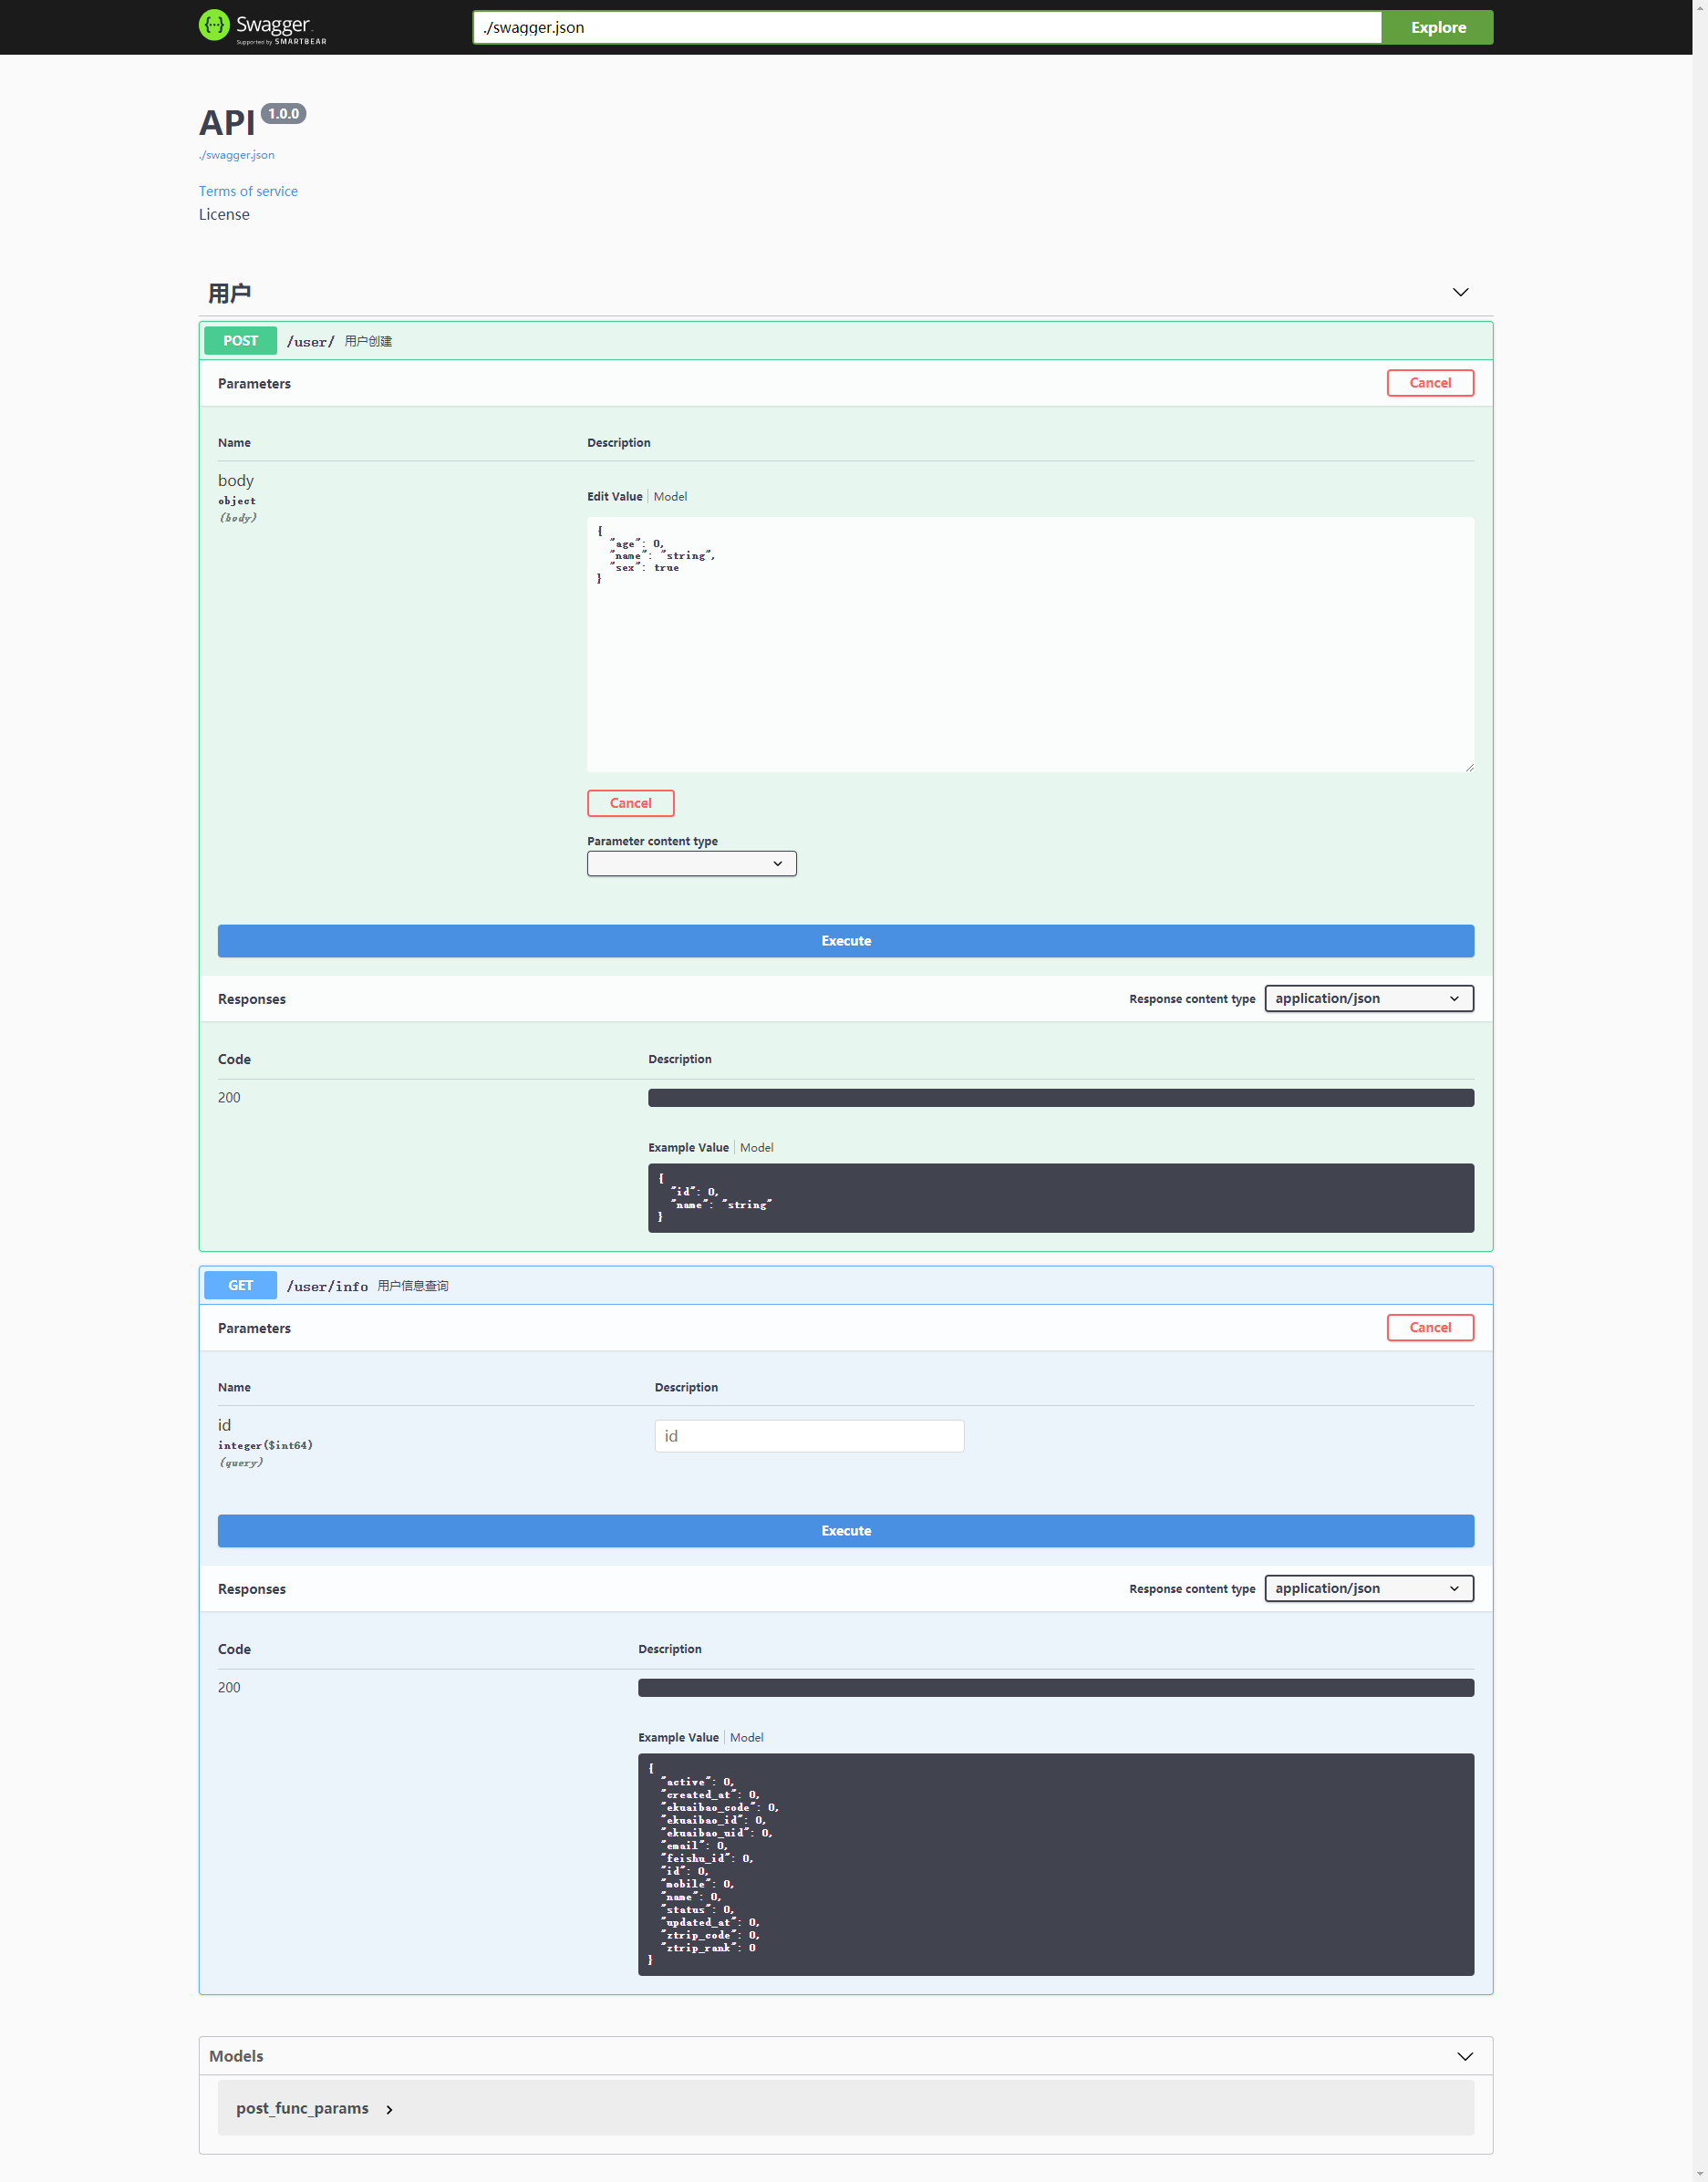 Swagger
Supported by SMARTBEAR
./swagger.json
Explore
API 1.0.0
./swagger.json
Terms of service
License
用户
POST /user/ 用户创建
Parameters
Cancel
Name Description
body
object
(body)
Edit Value Model
{
"age": 0,
"name": "string",
"sex": true
}
Cancel
Parameter content type
Execute
Responses
Response content type application/json
Code Description
200
Example Value Model
{
"id": 0,
"name": "string"
}
GET /user/info 用户信息查询
Parameters
Cancel
Name Description
id
integer($int64)
(query)
id
Execute
Responses
Response content type application/json
Code Description
200
Example Value Model
{
"active": 0,
"created_at": 0,
"ekuaibao_code": 0,
"ekuaibao_id": 0,
"ekuaibao_uid": 0,
"email": 0,
"feishu_id": 0,
"id": 0,
"mobile": 0,
"name": 0,
"status": 0,
"updated_at": 0,
"ztrip_code": 0,
"ztrip_rank": 0
}
Models
post_func_params